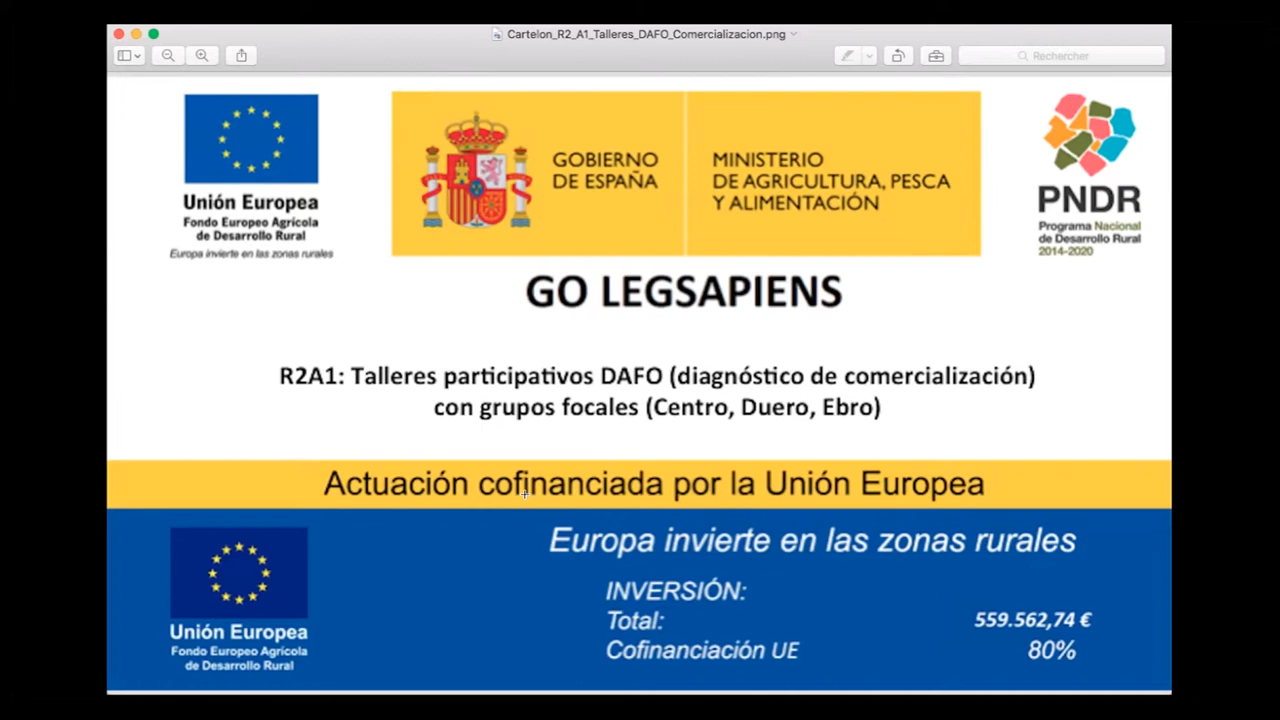 Cartelon_R2_A1_Talleres_DAFO_Comercializacion.png
Rechercher
Unión Europea
Fondo Europeo Agrícola
de Desarrollo Rural
Europa invierte en las zonas rurales
GOBIERNO
DE ESPAÑA
MINISTERIO
DE AGRICULTURA, PESCA
Y ALIMENTACIÓN
PNDR
Programa Nacional
de Desarrollo Rural
2014-2020
GO LEGSAPIENS
R2A1: Talleres participativos DAFO (diagnóstico de comercialización)
con grupos focales (Centro, Duero, Ebro)
Actuación cofinanciada por la Unión Europea
Unión Europea
Fondo Europeo Agrícola
de Desarrollo Rural
Europa invierte en las zonas rurales
INVERSIÓN:
Total: 559.562,74 €
Cofinanciación UE 80%